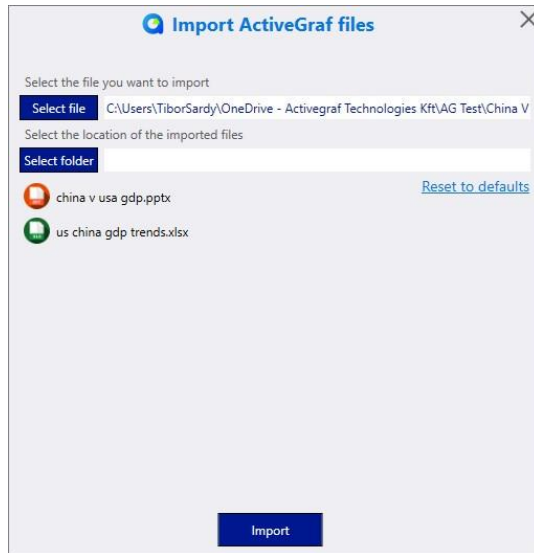 Import ActiveGraf files
Select the file you want to import
Select file C:\Users\TiborSardy\OneDrive - Activegraf Technologies Kft\AG Test\China V
Select the location of the imported files
Select folder
Reset to defaults
china v usa gdp.pptx
us china gdp trends.xlsx
Import